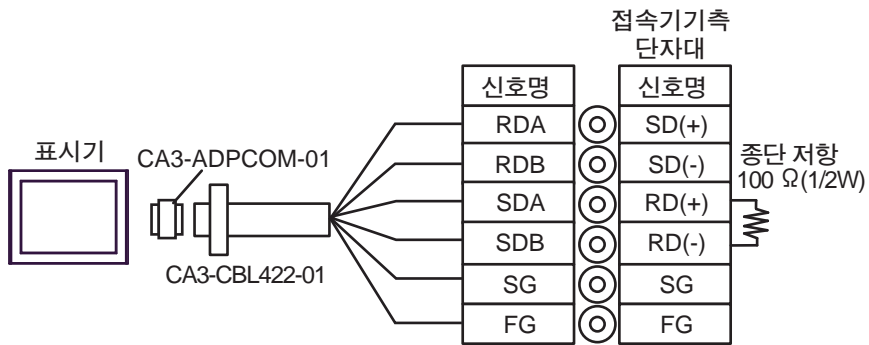 접속기기측
단자대
신호명 신호명
RDA SD(+)
RDB SD(-)
SDA RD(+)
SDB RD(-)
SG SG
FG FG
표시기
CA3-ADPCOM-01
CA3-CBL422-01
종단 저항
100 Ω(1/2W)